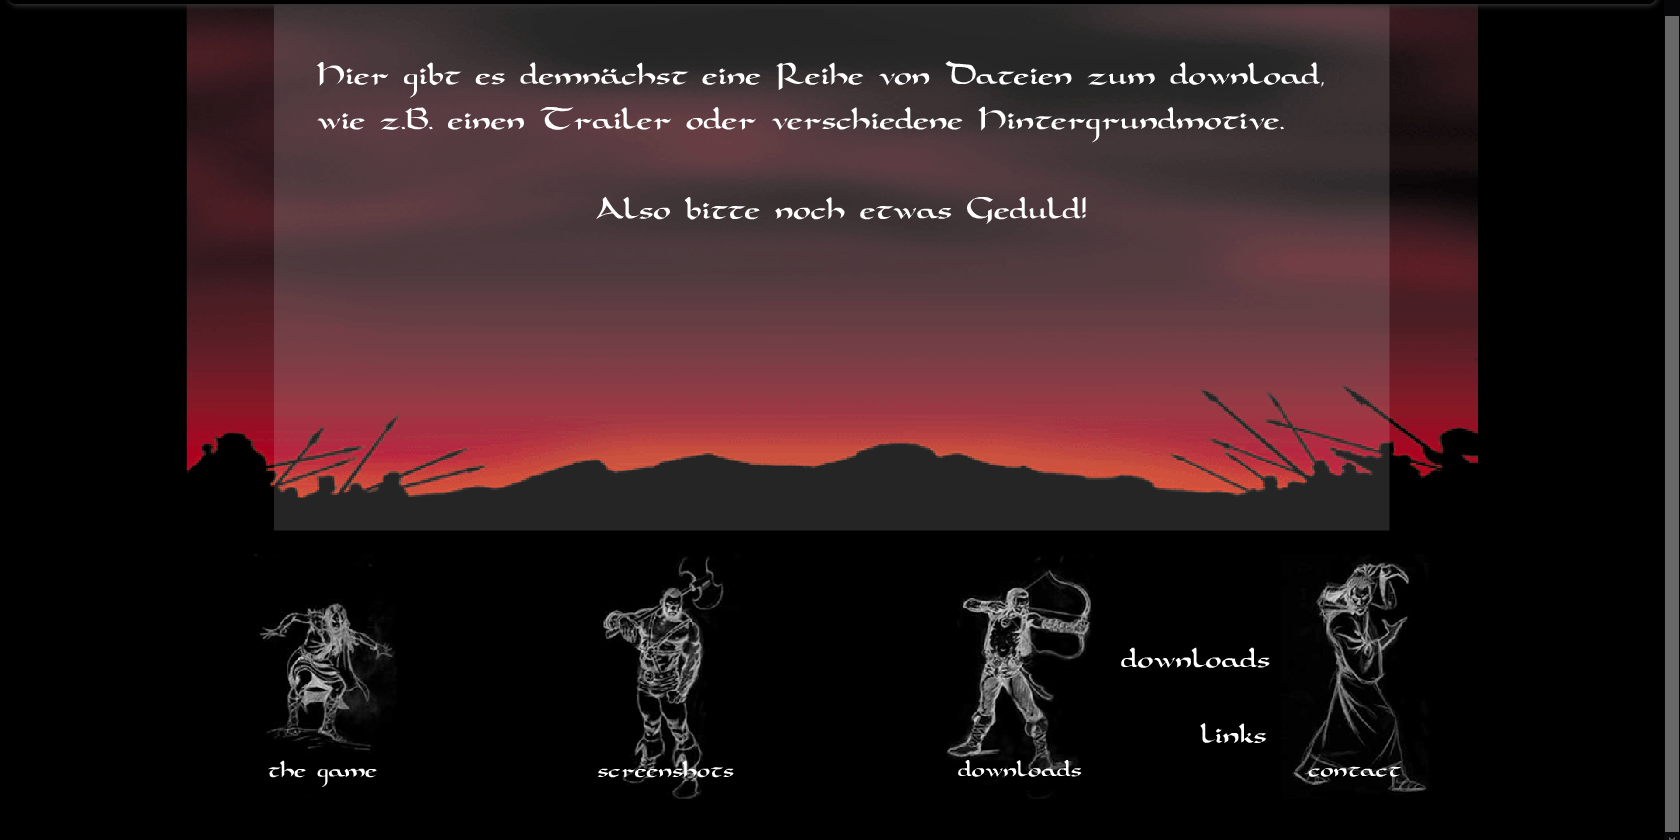 Hier gibt es demnächst eine Reihe von Dateien zum download,
wie z.B. einen Trailer oder verschiedene Hintergrundmotive.
Also bitte noch etwas Geduld!
downloads
links
the game
screenshots
downloads
contact